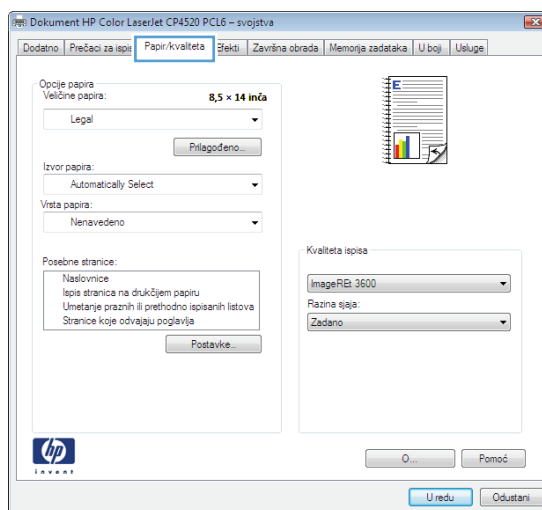 Dokument HP Color LaserJet CP4520 PCL6 – svojstva
Dodatno Prečaci za ispis Papir/kvaliteta Efekti Završna obrada Memorija zadataka U boji Usluge
Opcije papira
Veličine papira: 8,5 × 14 inča
Legal
Prilagođeno...
Izvor papira:
Automatically Select
Vrsta papira:
Nenavedeno
Posebne stranice:
Naslovnice
Ispis stranica na drukčijem papiru
Umetanje praznih ili prethodno ispisanih listova
Stranice koje odvajaju poglavlja
Postavke...
E
Kvaliteta ispisa
ImageREt 3600
Razina sjaja:
Zadano
hp
invent
O... Pomoć
U redu Odustani